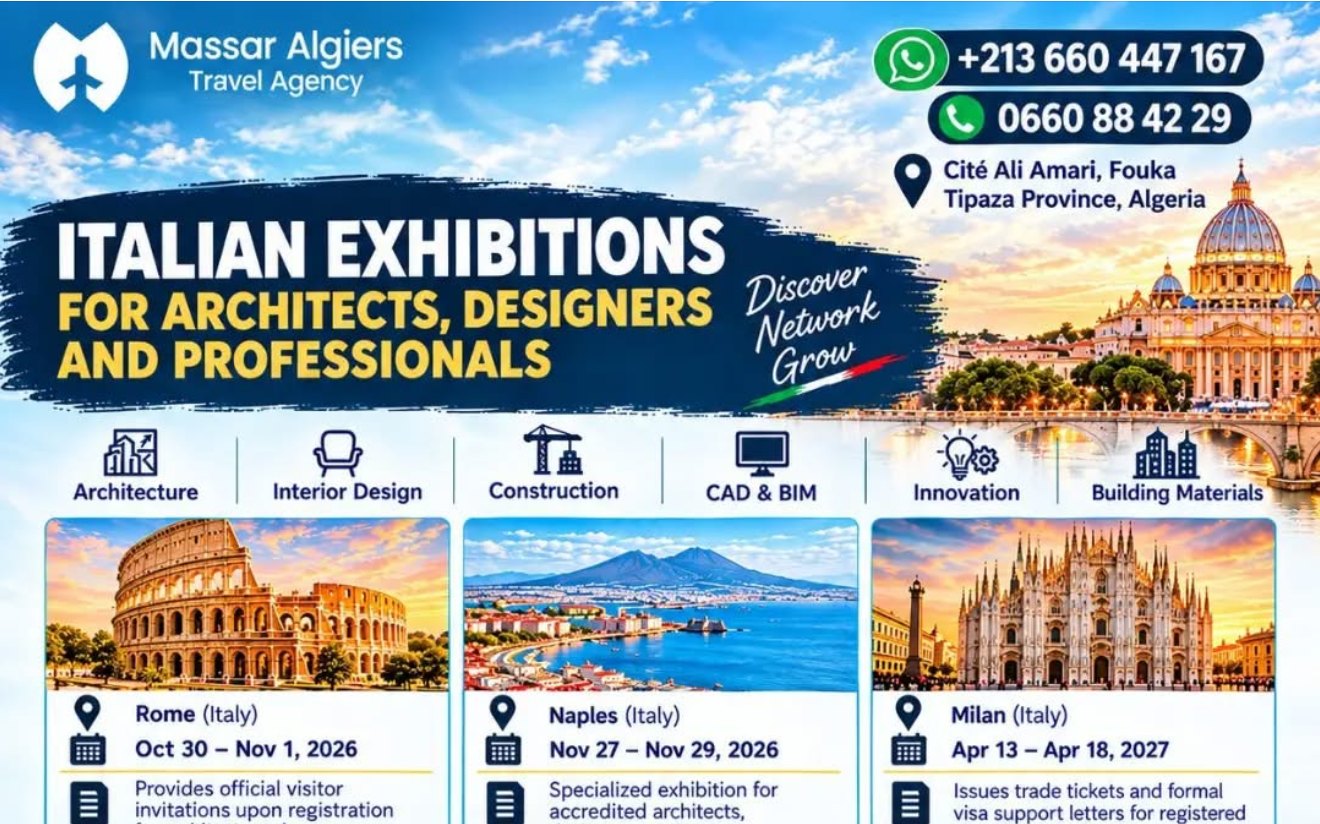 Massar Algiers
Travel Agency
+213 660 447 167
0660 88 42 29
Cité Ali Amari, Fouka
Tipaza Province, Algeria
ITALIAN EXHIBITIONS
FOR ARCHITECTS, DESIGNERS
AND PROFESSIONALS
Discover
Network
Grow
Architecture
Interior Design
Construction
CAD & BIM
Innovation
Building Materials
Rome (Italy)
Oct 30 – Nov 1, 2026
Provides official visitor
invitations upon registration
Naples (Italy)
Nov 27 – Nov 29, 2026
Specialized exhibition for
accredited architects,
Milan (Italy)
Apr 13 – Apr 18, 2027
Issues trade tickets and formal
visa support letters for registered